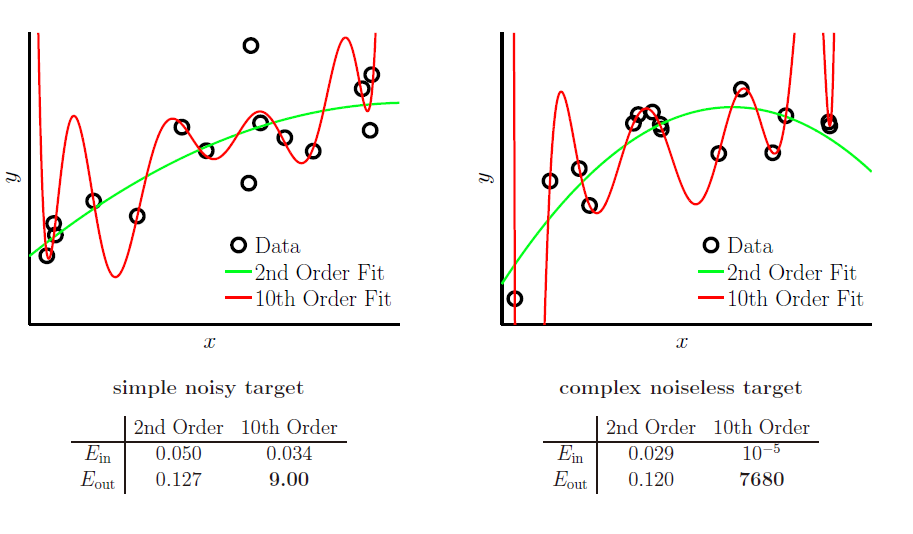 y
Data
2nd Order Fit
10th Order Fit
x
simple noisy target
2nd Order 10th Order
E_in 0.050 0.034
E_out 0.127 9.00
y
Data
2nd Order Fit
10th Order Fit
x
complex noiseless target
2nd Order 10th Order
E_in 0.029 10^−5
E_out 0.120 7680